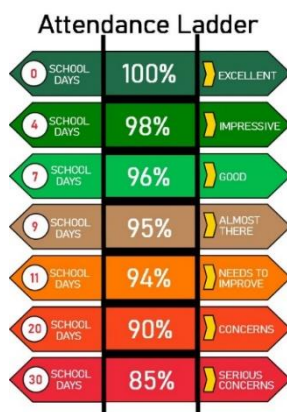 Attendance Ladder
0 SCHOOL DAYS 100% EXCELLENT
4 SCHOOL DAYS 98% IMPRESSIVE
7 SCHOOL DAYS 96% GOOD
9 SCHOOL DAYS 95% ALMOST THERE
11 SCHOOL DAYS 94% NEEDS TO IMPROVE
20 SCHOOL DAYS 90% CONCERNS
30 SCHOOL DAYS 85% SERIOUS CONCERNS